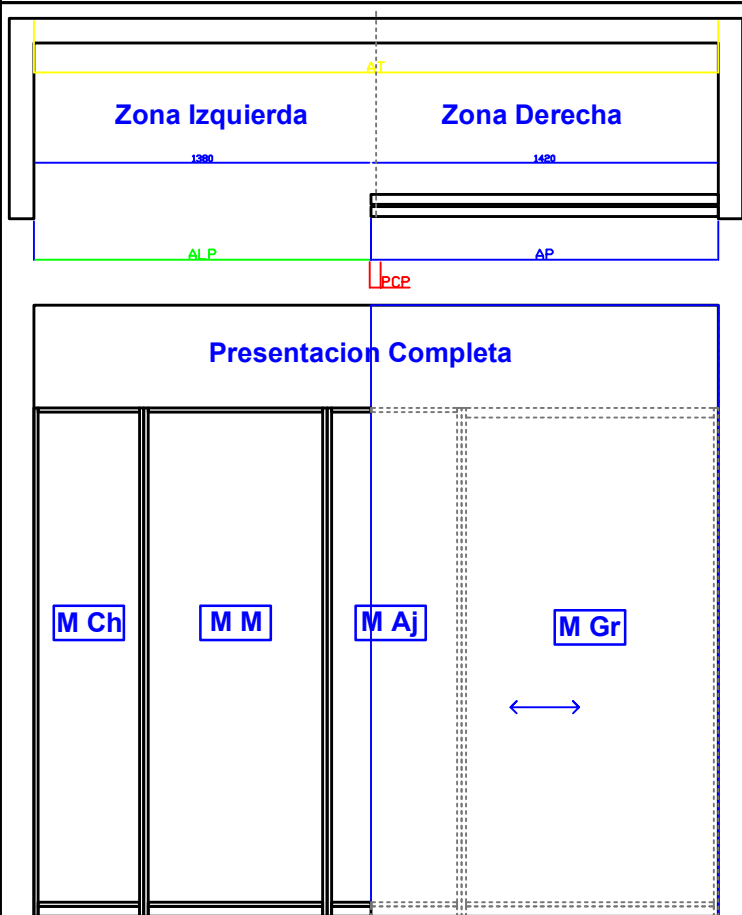 AT
Zona Izquierda
Zona Derecha
1380
1420
ALP
AP
PCP
Presentacion Completa
M Ch
M M
M Aj
M Gr